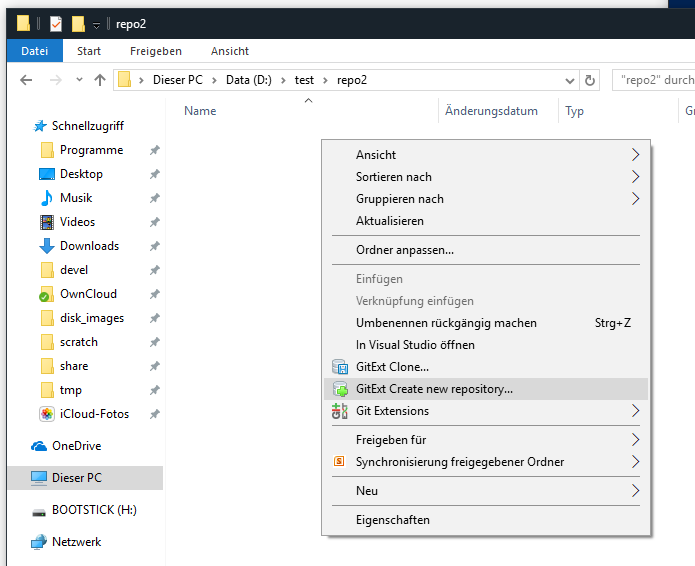 repo2
Datei Start Freigeben Ansicht
Dieser PC Data (D:) test repo2 "repo2" durch
Name Änderungsdatum Typ
Schnellzugriff
Programme
Desktop
Musik
Videos
Downloads
devel
OwnCloud
disk_images
scratch
share
tmp
iCloud-Fotos
OneDrive
Dieser PC
BOOTSTICK (H:)
Netzwerk
Ansicht
Sortieren nach
Gruppieren nach
Aktualisieren
Ordner anpassen...
Einfügen
Verknüpfung einfügen
Umbenennen rückgängig machen Strg+Z
In Visual Studio öffnen
GitExt Clone...
GitExt Create new repository...
Git Extensions
Freigeben für
Synchronisierung freigegebener Ordner
Neu
Eigenschaften